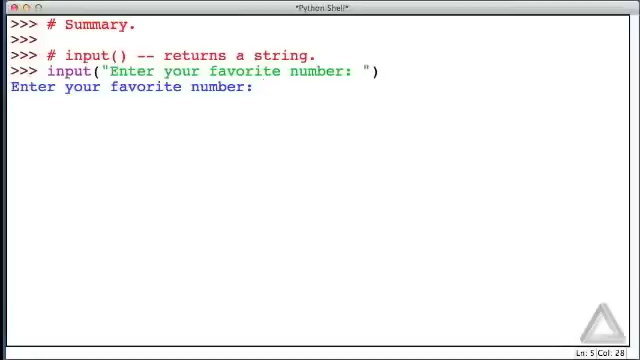 *Python Shell*
>>> # Summary.
>>>
>>> # input() -- returns a string.
>>> input("Enter your favorite number: ")
Enter your favorite number:
Ln: 5 Col: 28